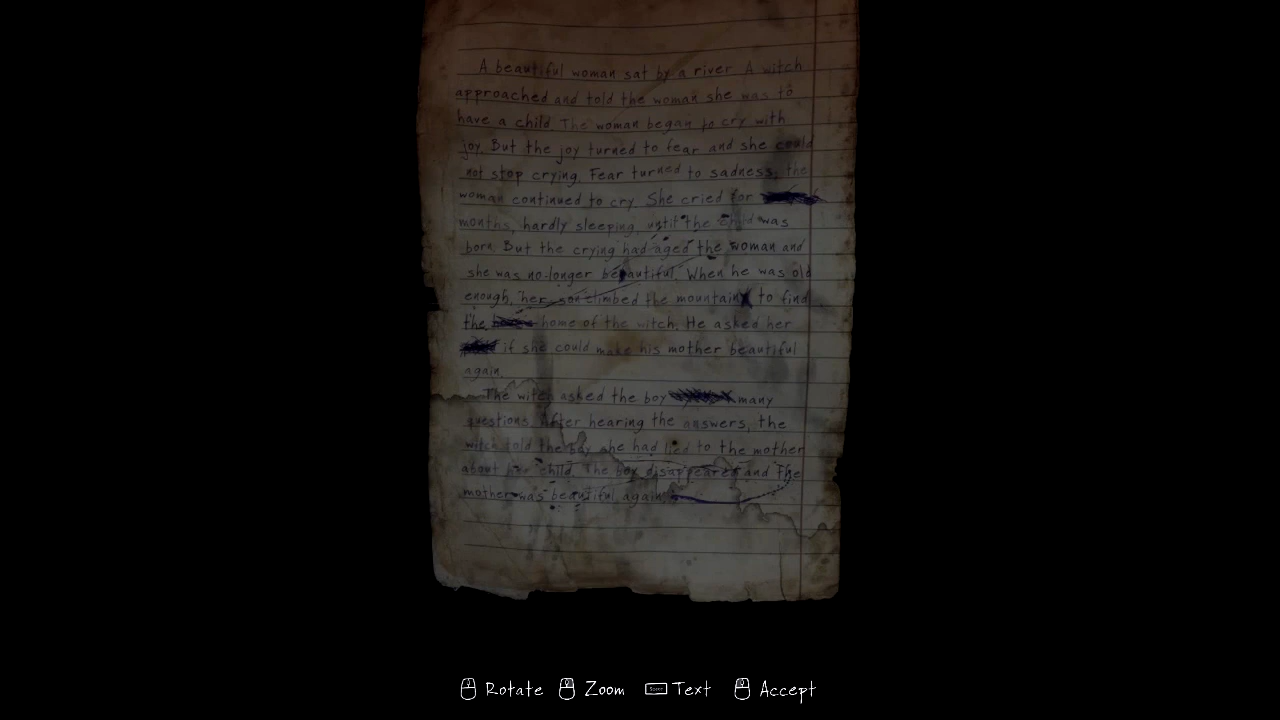 A beautiful woman sat by a river. A witch
approached and told the woman she was to
have a child. The woman began to cry with
joy. But the joy turned to fear and she could
not stop crying. Fear turned to sadness, the
woman continued to cry. She cried for
months, hardly sleeping until the child was
born. But the crying had aged the woman and
she was no-longer beautiful. When he was old
enough, her son climbed the mountain to find
the home of the witch. He asked her
if she could make his mother beautiful
again.
The witch asked the boy many
questions. After hearing the answers, the
witch told the boy she had lied to the mother
about her child. The boy disappeared and the
mother was beautiful again.
Rotate Zoom Text Accept